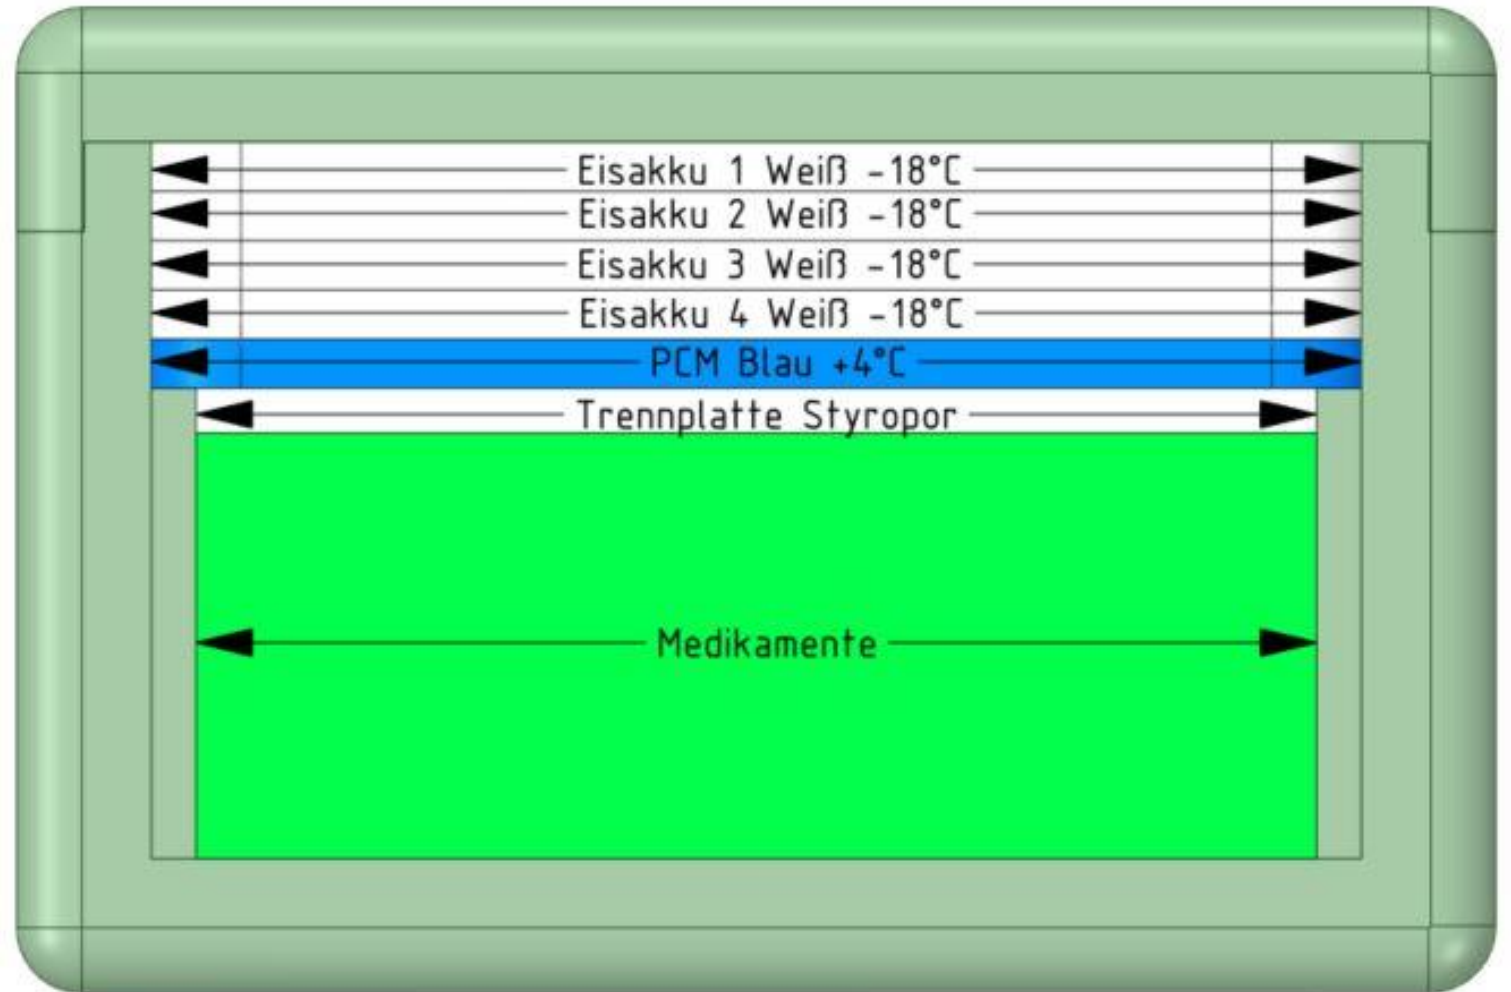 Eisakku 1 Weiß -18°C
Eisakku 2 Weiß -18°C
Eisakku 3 Weiß -18°C
Eisakku 4 Weiß -18°C
PCM Blau +4°C
Trennplatte Styropor
Medikamente